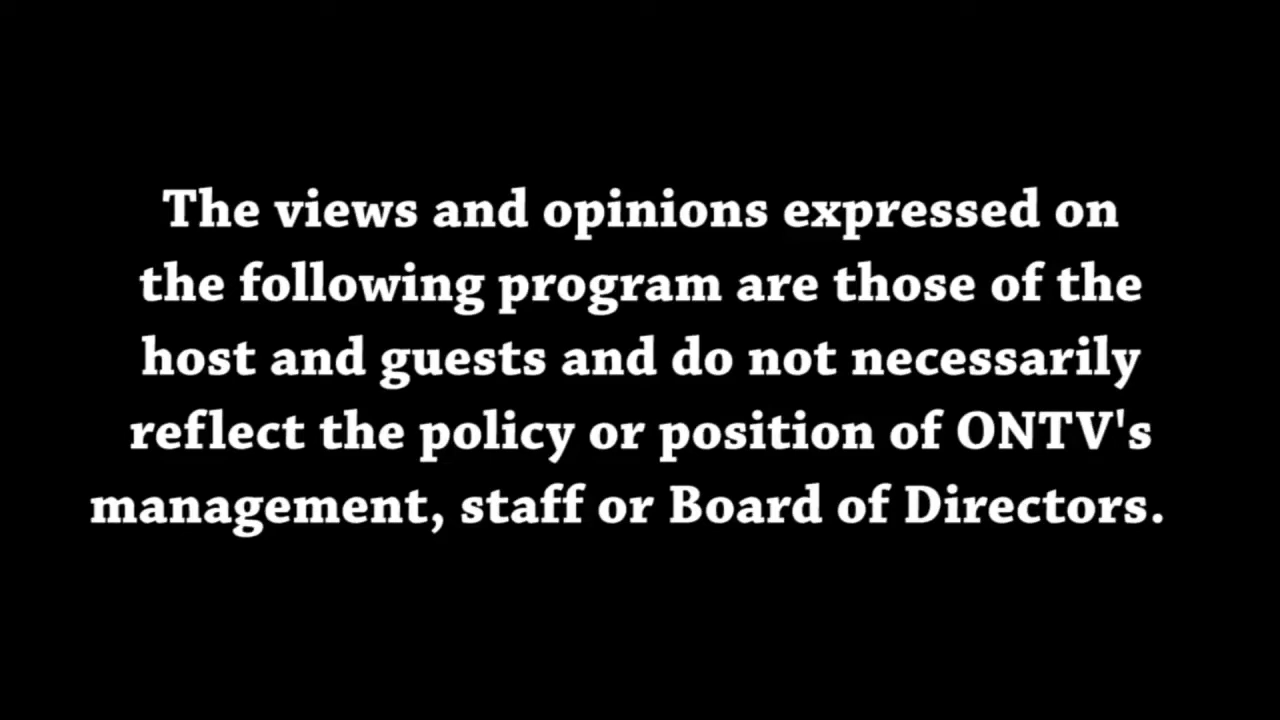 The views and opinions expressed on
the following program are those of the
host and guests and do not necessarily
reflect the policy or position of ONTV's
management, staff or Board of Directors.